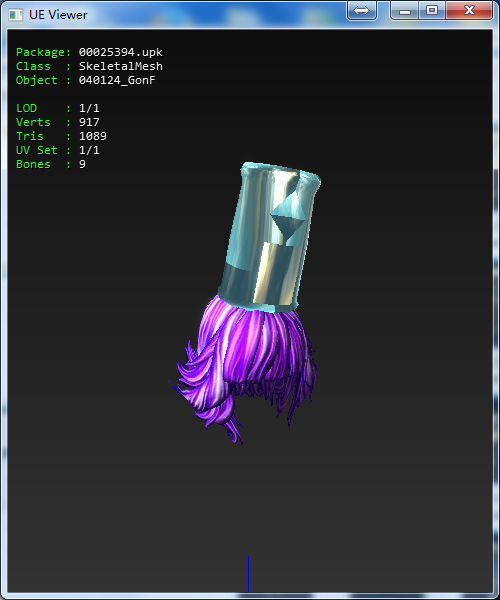 UE Viewer
Package: 00025394.upk
Class  : SkeletalMesh
Object : 040124_GonF
LOD    : 1/1
Verts  : 917
Tris   : 1089
UV Set : 1/1
Bones  : 9